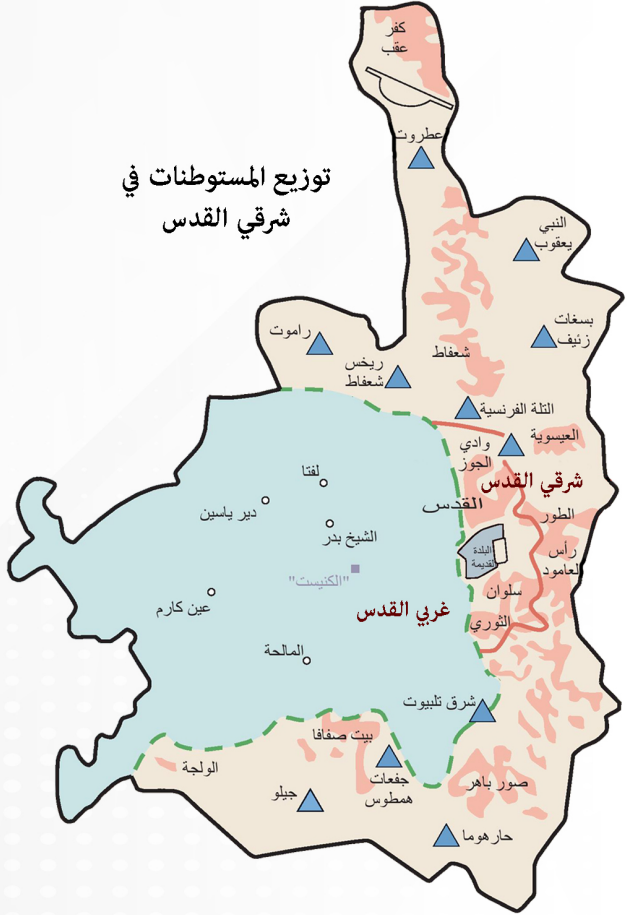 كفر
عقب
عطروت
توزيع المستوطنات في
شرقي القدس
النبي
يعقوب
بسغات
زئيف
راموت
شعفاط
ريخس
شعفاط
التلة الفرنسية
وادي
الجوز
العيسوية
لفتا
شرقي القدس
القدس
دير ياسين
الطور
الشيخ بدر
البلدة
القديمة
رأس
العامود
"الكنيست"
سلوان
عين كارم
غربي القدس
الثوري
المالحة
شرق تلبيوت
بيت صفافا
الولجة
جفعات
همطوس
صور باهر
جيلو
حارهوما